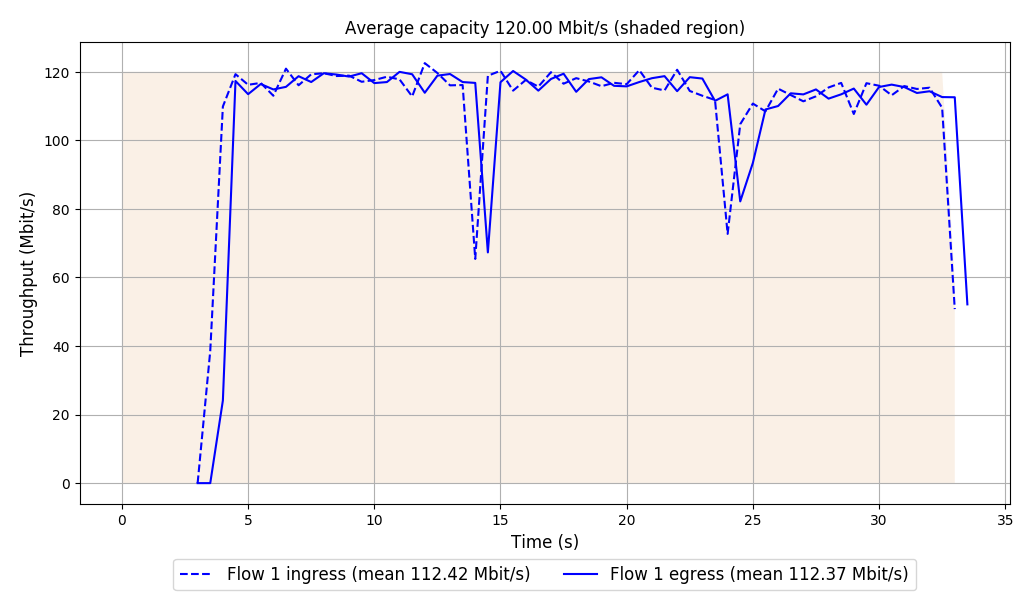 Average capacity 120.00 Mbit/s (shaded region)
120
100
80
60
40
20
0
Throughput (Mbit/s)
0 5 10 15 20 25 30 35
Time (s)
Flow 1 ingress (mean 112.42 Mbit/s) Flow 1 egress (mean 112.37 Mbit/s)